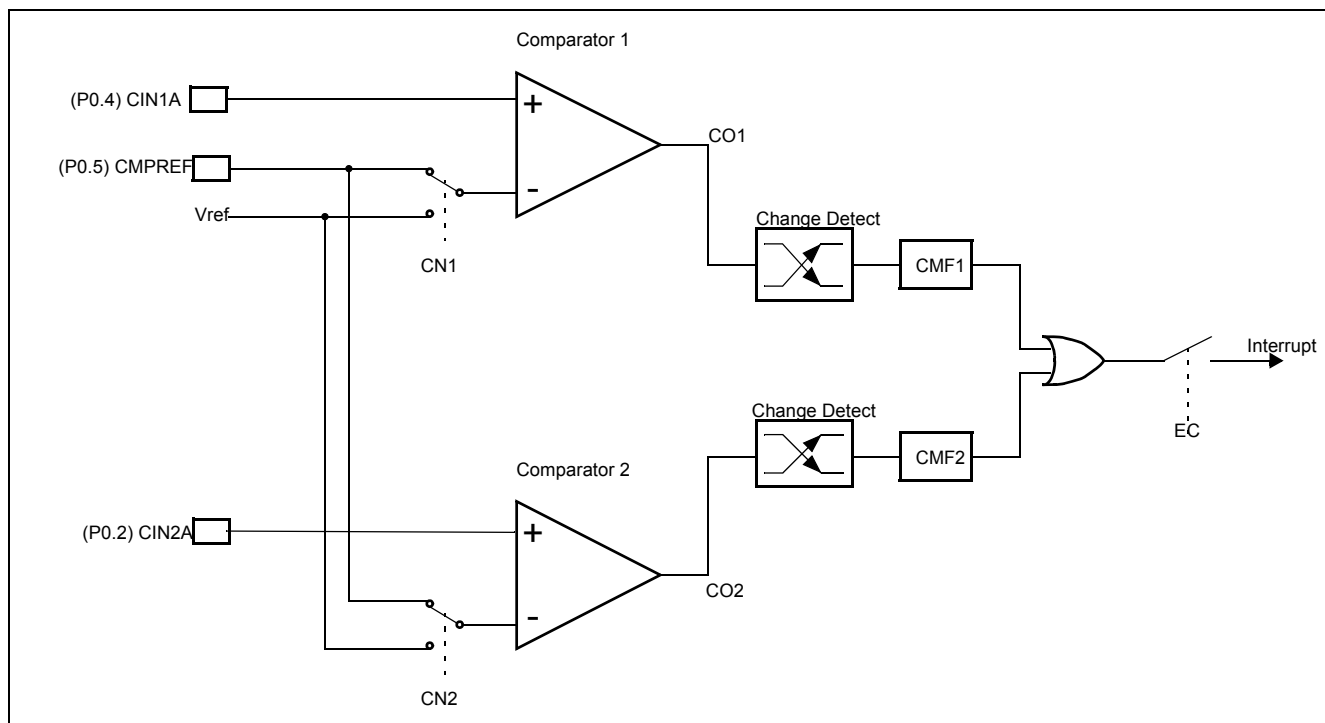 Comparator 1
(P0.4) CIN1A
+
CO1
(P0.5) CMPREF
-
Vref
Change Detect
CN1
CMF1
Interrupt
Change Detect
EC
CMF2
Comparator 2
(P0.2) CIN2A
+
CO2
-
CN2